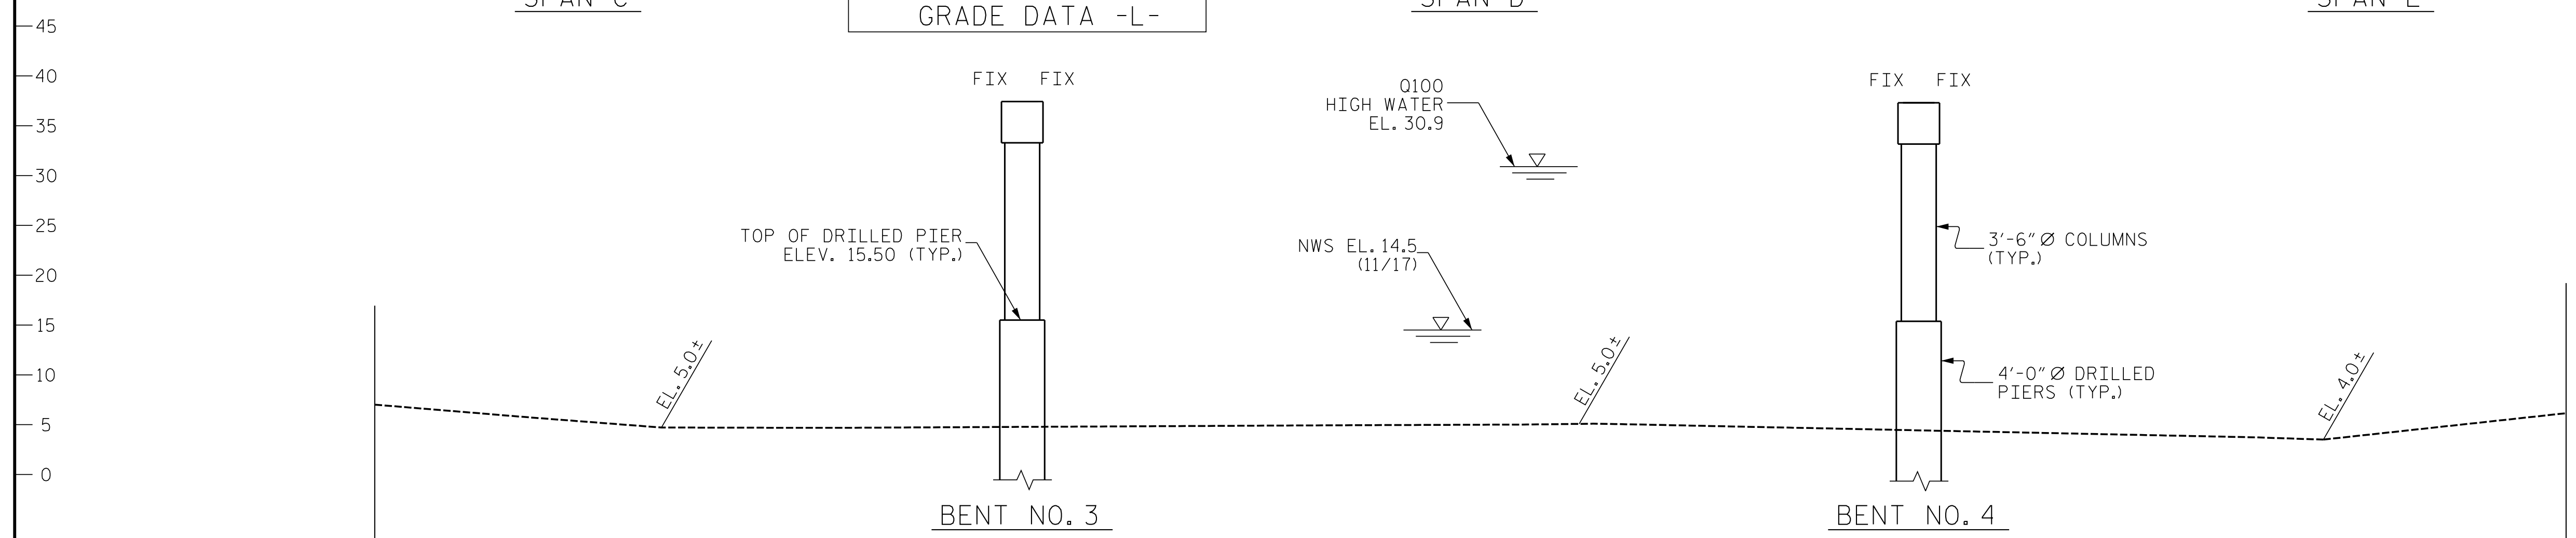 SPAN C
GRADE DATA -L-
SPAN D
SPAN E
45
40
35
30
25
20
15
10
5
0
FIX FIX
Q100
HIGH WATER
EL. 30.9
FIX FIX
TOP OF DRILLED PIER
ELEV. 15.50 (TYP.)
NWS EL. 14.5
(11/17)
3'-6" Ø COLUMNS
(TYP.)
EL. 5.0±
EL. 5.0±
4'-0" Ø DRILLED
PIERS (TYP.)
EL. 4.0±
BENT NO. 3
BENT NO. 4